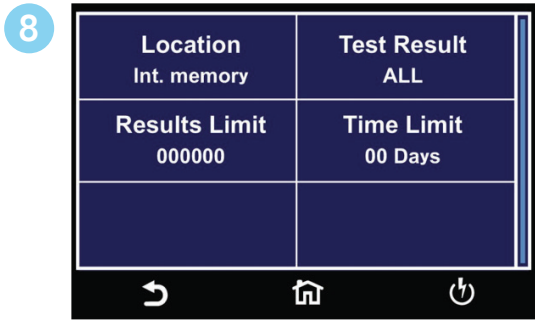 8
Location
Int. memory
Test Result
ALL
Results Limit
000000
Time Limit
00 Days